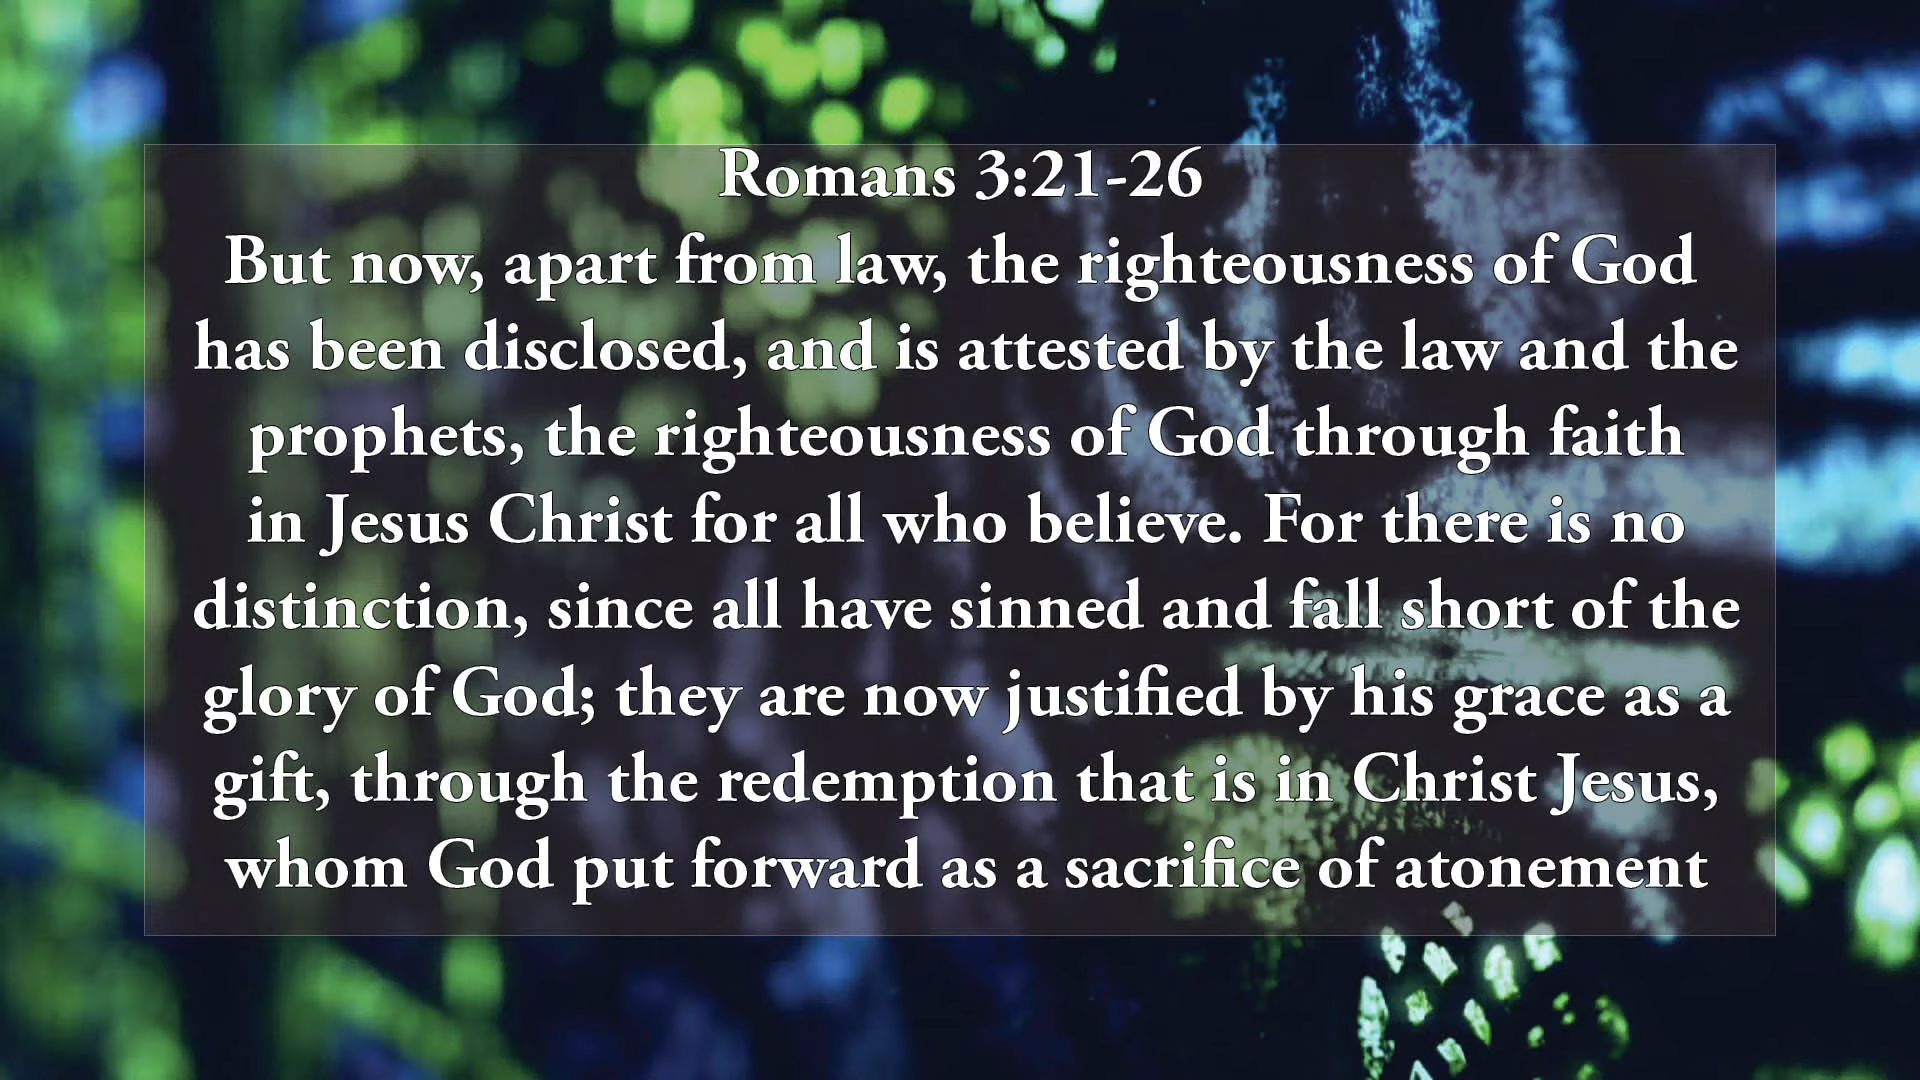 Romans 3:21-26
But now, apart from law, the righteousness of God
has been disclosed, and is attested by the law and the
prophets, the righteousness of God through faith
in Jesus Christ for all who believe. For there is no
distinction, since all have sinned and fall short of the
glory of God; they are now justified by his grace as a
gift, through the redemption that is in Christ Jesus,
whom God put forward as a sacrifice of atonement